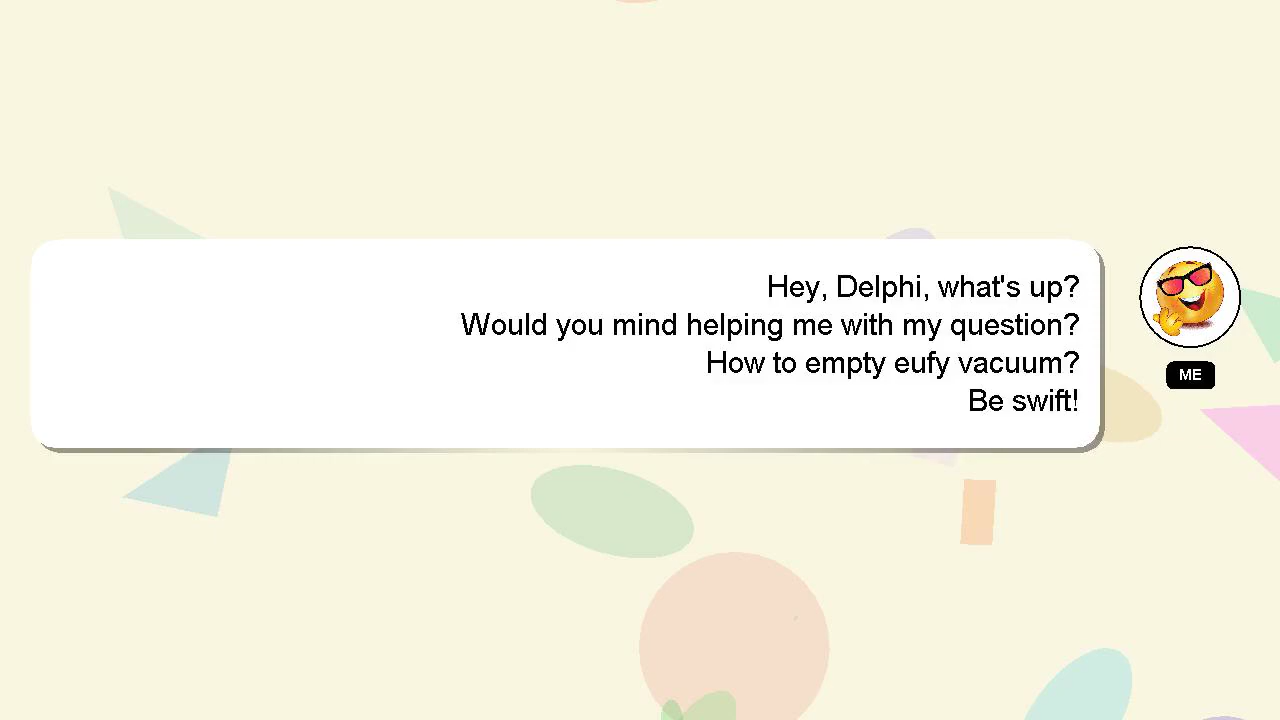 Hey, Delphi, what's up?
Would you mind helping me with my question?
How to empty eufy vacuum?
Be swift!
ME